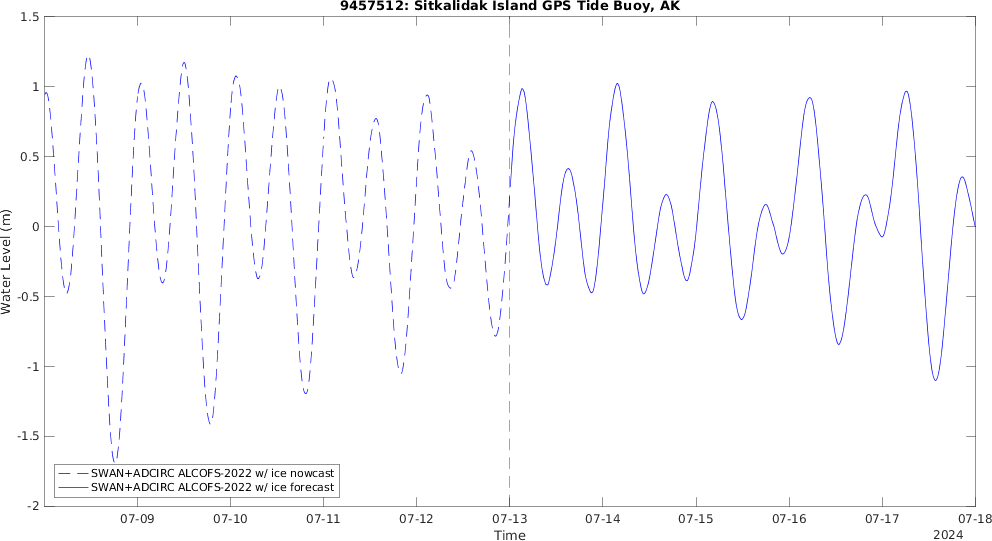 9457512: Sitkalidak Island GPS Tide Buoy, AK
1.5
1
0.5
0
-0.5
-1
-1.5
-2
Water Level (m)
SWAN+ADCIRC ALCOFS-2022 w/ ice nowcast
SWAN+ADCIRC ALCOFS-2022 w/ ice forecast
07-09 07-10 07-11 07-12 07-13 07-14 07-15 07-16 07-17 07-18
Time
2024